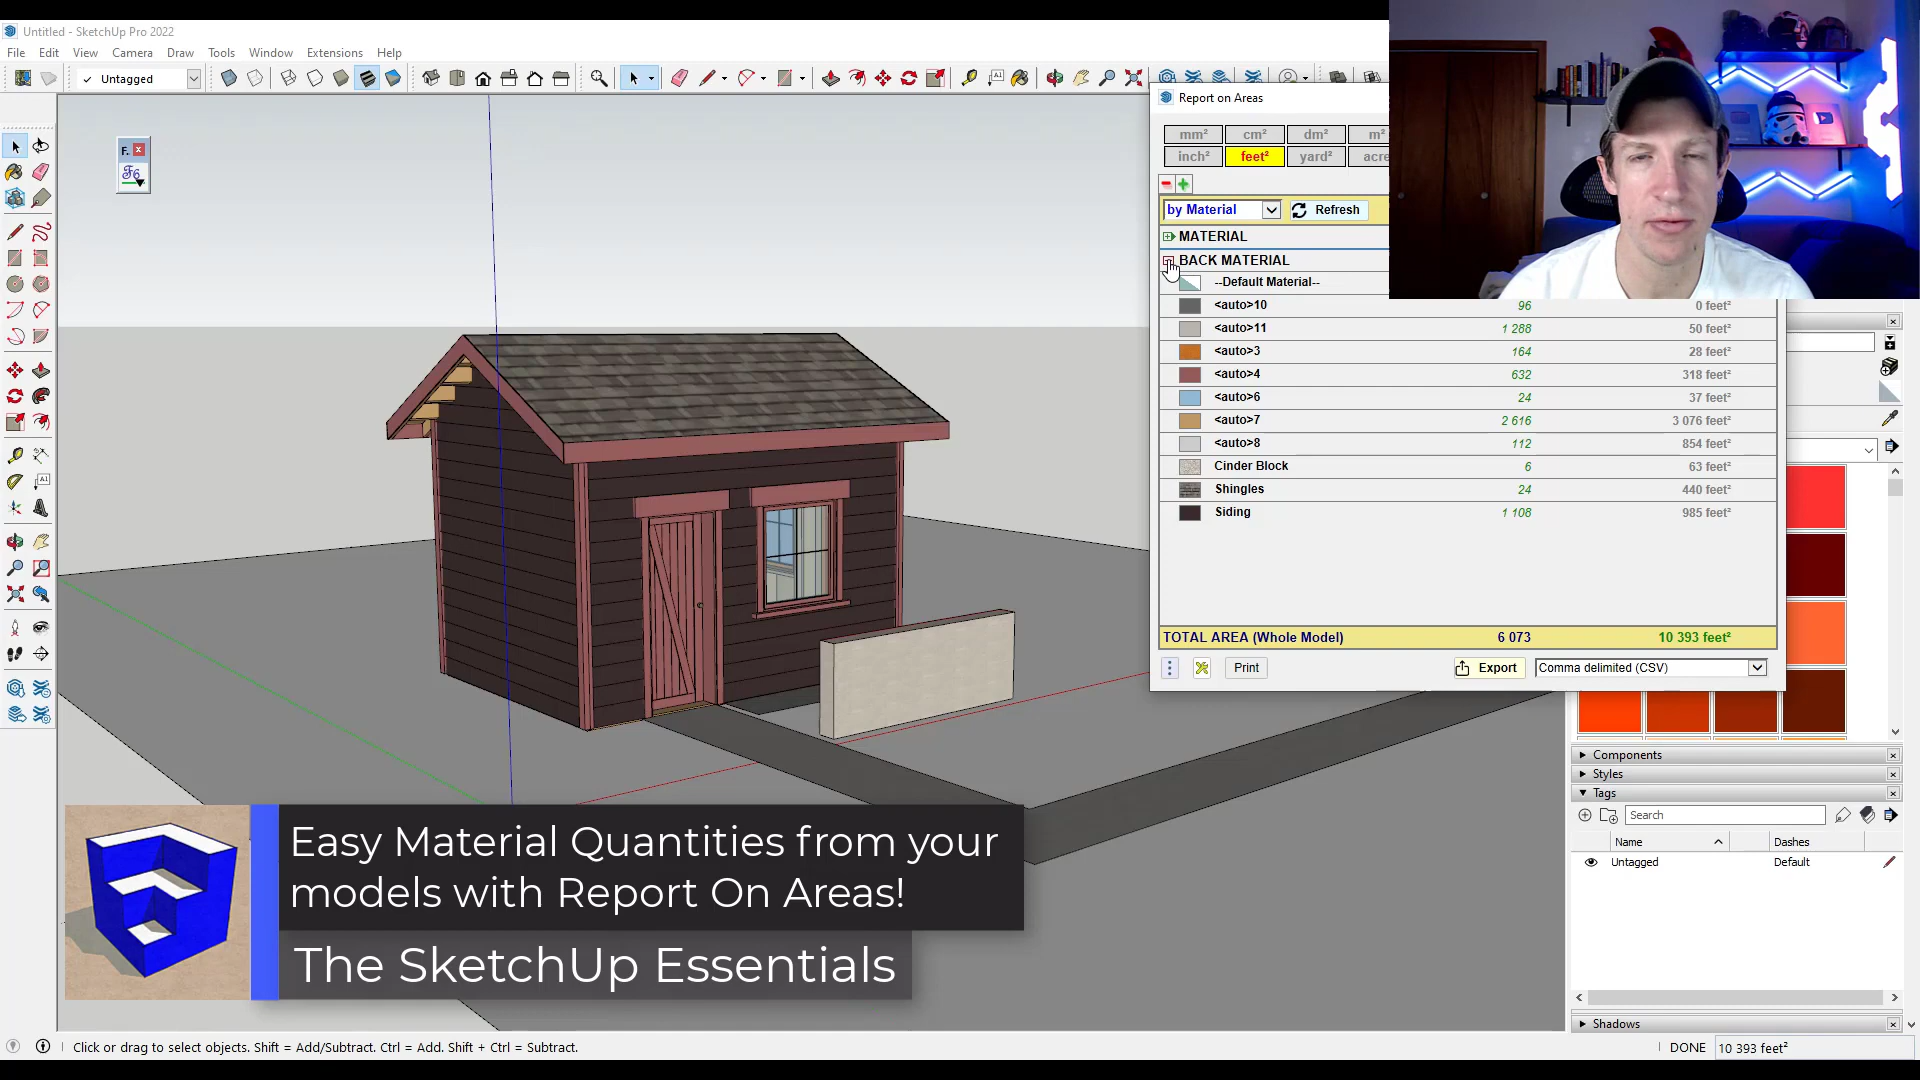 Untitled - SketchUp Pro 2022
File Edit View Camera Draw Tools Window Extensions Help
Untagged
Report on Areas
mm² cm² dm² m²
inch² feet² yard² acre
by Material Refresh
MATERIAL
BACK MATERIAL
--Default Material--
<auto>10 96 0 feet²
<auto>11 1 288 50 feet²
<auto>3 164 28 feet²
<auto>4 632 318 feet²
<auto>6 24 37 feet²
<auto>7 2 616 3 076 feet²
<auto>8 112 854 feet²
Cinder Block 6 63 feet²
Shingles 24 440 feet²
Siding 1 108 985 feet²
TOTAL AREA (Whole Model) 6 073 10 393 feet²
Print Export Comma delimited (CSV)
Components
Styles
Tags
Search
Name Dashes
Untagged Default
Shadows
Easy Material Quantities from your
models with Report On Areas!
The SketchUp Essentials
Click or drag to select objects. Shift = Add/Subtract. Ctrl = Add. Shift + Ctrl = Subtract.
DONE 10 393 feet²